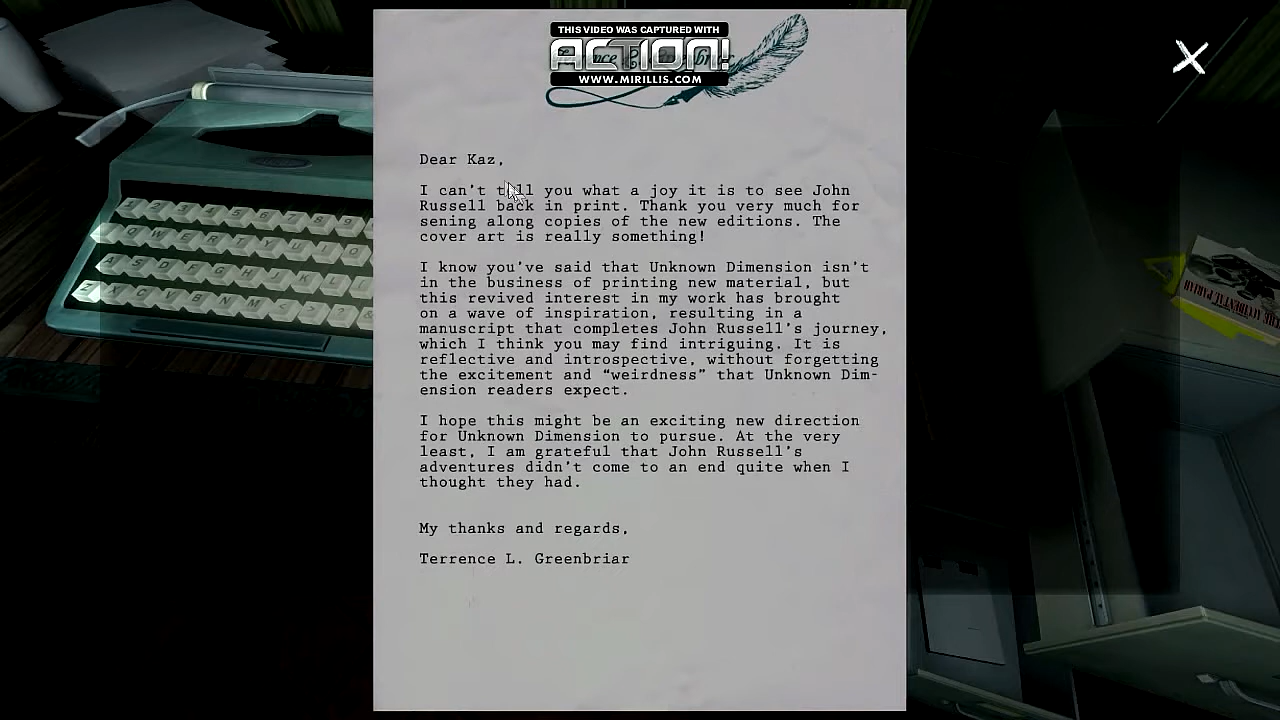 THIS VIDEO WAS CAPTURED WITH
ACTION!
WWW.MIRILLIS.COM
Dear Kaz,
I can't tell you what a joy it is to see John
Russell back in print. Thank you very much for
sening along copies of the new editions. The
cover art is really something!
I know you've said that Unknown Dimension isn't
in the business of printing new material, but
this revived interest in my work has brought
on a wave of inspiration, resulting in a
manuscript that completes John Russell's journey,
which I think you may find intriguing. It is
reflective and introspective, without forgetting
the excitement and “weirdness” that Unknown Dim-
ension readers expect.
I hope this might be an exciting new direction
for Unknown Dimension to pursue. At the very
least, I am grateful that John Russell's
adventures didn't come to an end quite when I
thought they had.
My thanks and regards,
Terrence L. Greenbriar
THE ACCIDENTAL PARIAH